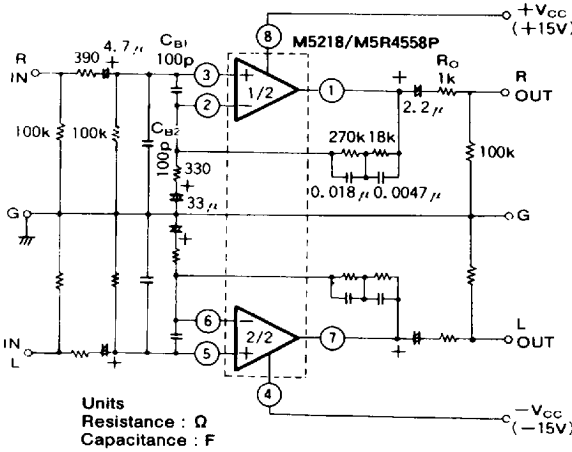 +VCC
(+15V)
8
M5218/M5R4558P
R
IN
390
4.7μ
+
CB1
100p
3
+
1/2
2
−
1
+
2.2μ
RO
1k
R
OUT
100k
100k
CB2
100p
270k
18k
0.018μ
0.0047μ
100k
330
+
33μ
G
G
+
6
−
2/2
7
5
+
+
+
IN
L
L
OUT
4
−VCC
(−15V)
Units
Resistance : Ω
Capacitance : F